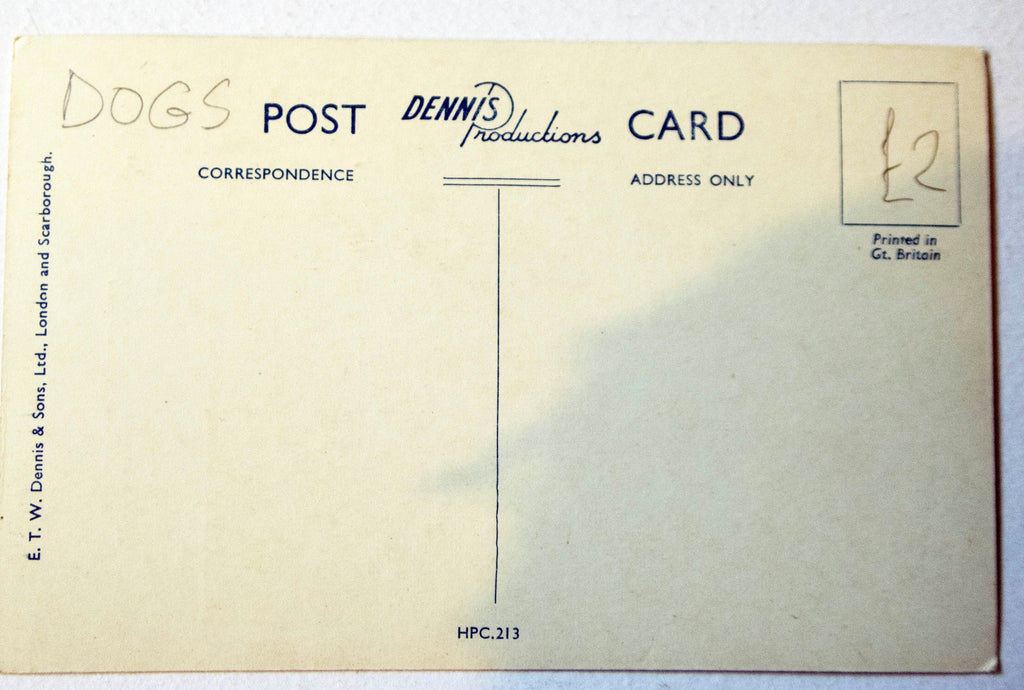 DOGS
POST DENNIS Productions CARD
CORRESPONDENCE
ADDRESS ONLY
£2
Printed in
Gt. Britain
E. T. W. Dennis & Sons, Ltd., London and Scarborough.
HPC.213